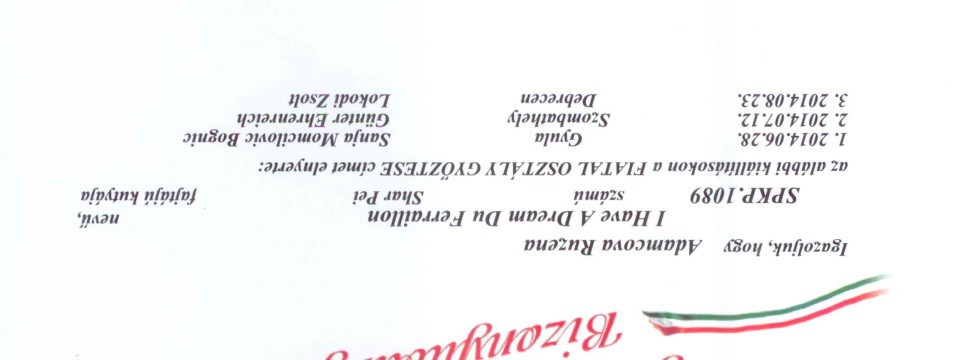 Igazoljuk, hogy Adamcova Ruzena
I Have A Dream Du Ferraillon nevű,
SPKP.1089 számú Shar Pei fajtájú kutyája
az alábbi kiállításokon a FIATAL OSZTÁLY GYŐZTESE címet elnyerte:
1. 2014.06.28. Gyula Sanja Momcilovic Bognic
2. 2014.07.12. Szombathely Günter Ehrenreich
3. 2014.08.23. Debrecen Lokodi Zsolt